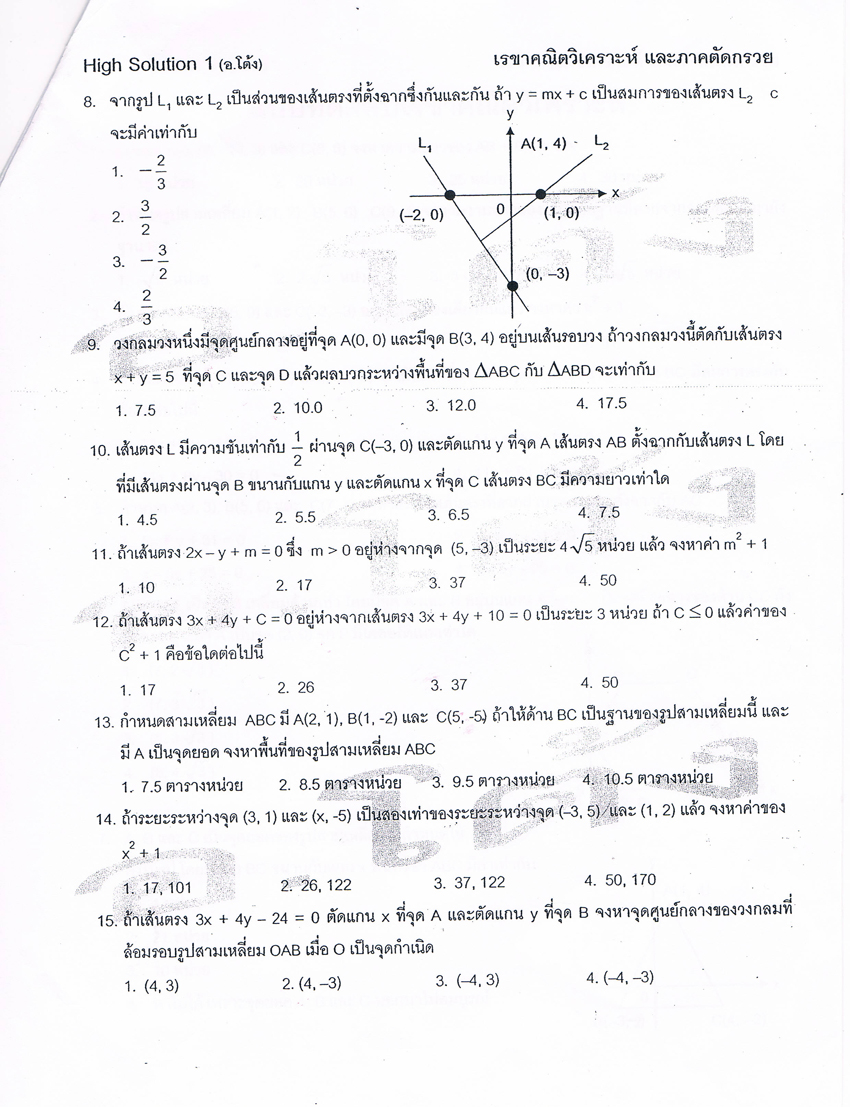 High Solution 1 (อ.โต้ง) เรขาคณิตวิเคราะห์ และภาคตัดกรวย
8. จากรูป L₁ และ L₂ เป็นส่วนของเส้นตรงที่ตั้งฉากซึ่งกันและกัน ถ้า y = mx + c เป็นสมการของเส้นตรง L₂ c
จะมีค่าเท่ากับ
1. −2/3
2. 3/2
3. −3/2
4. 2/3
y
L₁ A(1, 4) L₂
x
(–2, 0) 0 (1, 0)
(0, –3)
9. วงกลมวงหนึ่งมีจุดศูนย์กลางอยู่ที่จุด A(0, 0) และมีจุด B(3, 4) อยู่บนเส้นรอบวง ถ้าวงกลมวงนี้ตัดกับเส้นตรง
x + y = 5 ที่จุด C และจุด D แล้วผลบวกระหว่างพื้นที่ของ ΔABC กับ ΔABD จะเท่ากับ
1. 7.5 2. 10.0 3. 12.0 4. 17.5
10. เส้นตรง L มีความชันเท่ากับ 1/2 ผ่านจุด C(–3, 0) และตัดแกน y ที่จุด A เส้นตรง AB ตั้งฉากกับเส้นตรง L โดย
ที่มีเส้นตรงผ่านจุด B ขนานกับแกน y และตัดแกน x ที่จุด C เส้นตรง BC มีความยาวเท่าใด
1. 4.5 2. 5.5 3. 6.5 4. 7.5
11. ถ้าเส้นตรง 2x – y + m = 0 ซึ่ง m > 0 อยู่ห่างจากจุด (5, –3) เป็นระยะ 4√5 หน่วย แล้ว จงหาค่า m² + 1
1. 10 2. 17 3. 37 4. 50
12. ถ้าเส้นตรง 3x + 4y + C = 0 อยู่ห่างจากเส้นตรง 3x + 4y + 10 = 0 เป็นระยะ 3 หน่วย ถ้า C ≤ 0 แล้วค่าของ
C² + 1 คือข้อใดต่อไปนี้
1. 17 2. 26 3. 37 4. 50
13. กำหนดสามเหลี่ยม ABC มี A(2, 1), B(1, -2) และ C(5, -5) ถ้าให้ด้าน BC เป็นฐานของรูปสามเหลี่ยมนี้ และ
มี A เป็นจุดยอด จงหาพื้นที่ของรูปสามเหลี่ยม ABC
1. 7.5 ตารางหน่วย 2. 8.5 ตารางหน่วย 3. 9.5 ตารางหน่วย 4. 10.5 ตารางหน่วย
14. ถ้าระยะระหว่างจุด (3, 1) และ (x, -5) เป็นสองเท่าของระยะระหว่างจุด (–3, 5) และ (1, 2) แล้ว จงหาค่าของ
x² + 1
1. 17, 101 2. 26, 122 3. 37, 122 4. 50, 170
15. ถ้าเส้นตรง 3x + 4y – 24 = 0 ตัดแกน x ที่จุด A และตัดแกน y ที่จุด B จงหาจุดศูนย์กลางของวงกลมที่
ล้อมรอบรูปสามเหลี่ยม OAB เมื่อ O เป็นจุดกำเนิด
1. (4, 3) 2. (4, –3) 3. (–4, 3) 4. (–4, –3)